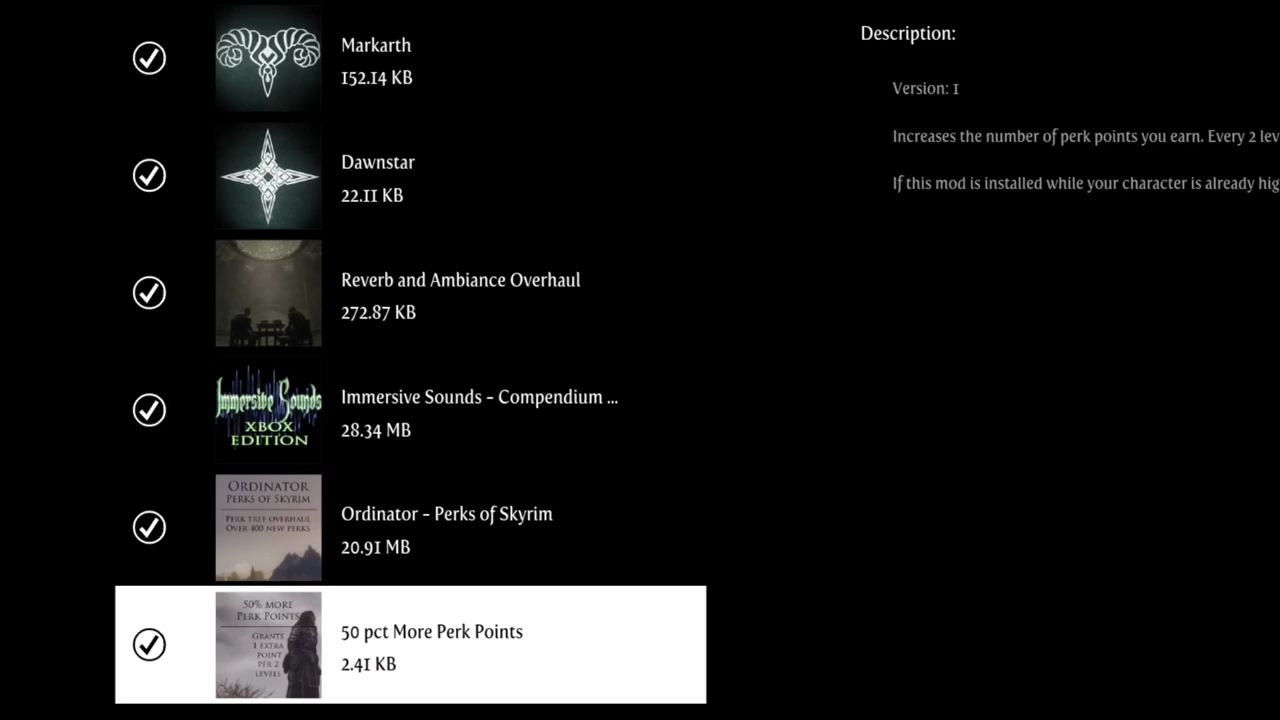 Markarth
152.14 KB
Dawnstar
22.11 KB
Reverb and Ambiance Overhaul
272.87 KB
Immersive Sounds
XBOX
EDITION
Immersive Sounds - Compendium ...
28.34 MB
ORDINATOR
PERKS OF SKYRIM
PERK TREE OVERHAUL
OVER 400 NEW PERKS
Ordinator - Perks of Skyrim
20.91 MB
50% MORE
PERK POINTS
GRANTS
1 EXTRA
POINT
PER 2
LEVELS
50 pct More Perk Points
2.41 KB
Description:
Version: 1
Increases the number of perk points you earn. Every 2 lev
If this mod is installed while your character is already hig